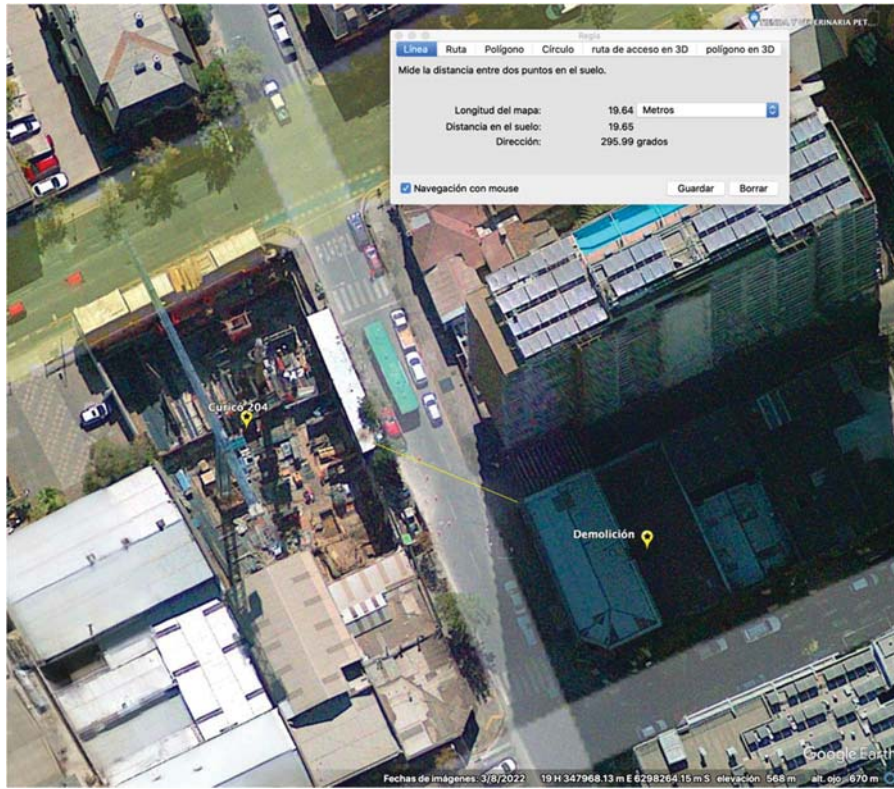 TIENDA Y VETERINARIA PET...
Regla
Línea Ruta Polígono Círculo ruta de acceso en 3D polígono en 3D
Mide la distancia entre dos puntos en el suelo.
Longitud del mapa: 19.64 Metros
Distancia en el suelo: 19.65
Dirección: 295.99 grados
Navegación con mouse Guardar Borrar
Curicó 204
Demolición
Google Earth
Fechas de imágenes: 3/8/2022 19 H 347968.13 m E 6298264.15 m S elevación 568 m alt. ojo 670 m